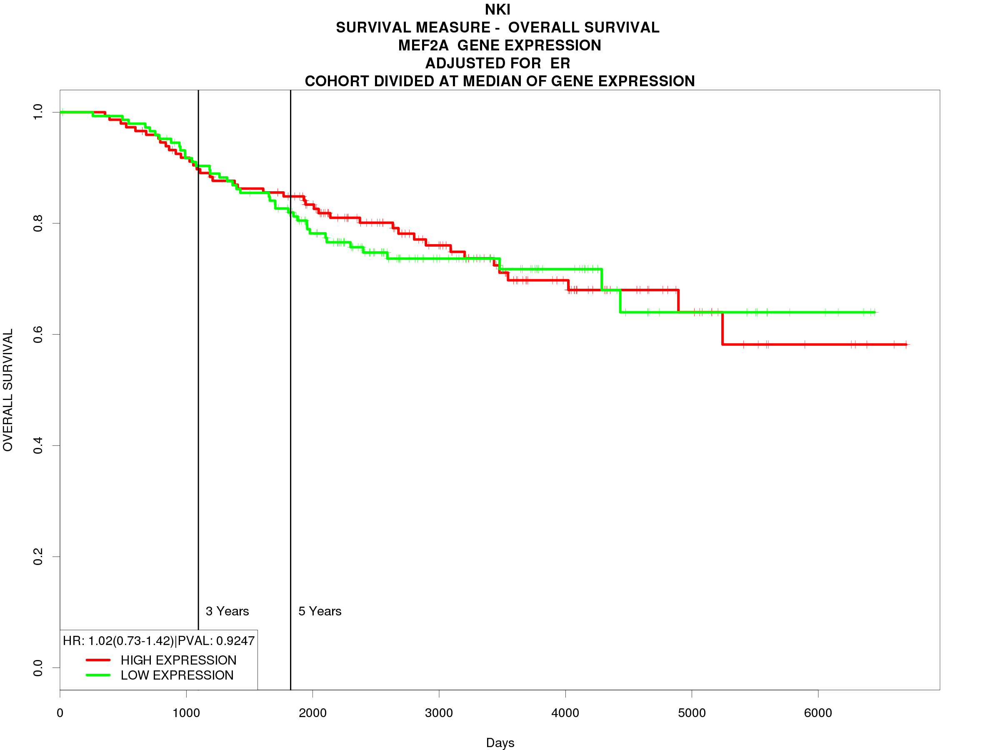 NKI
SURVIVAL MEASURE - OVERALL SURVIVAL
MEF2A GENE EXPRESSION
ADJUSTED FOR ER
COHORT DIVIDED AT MEDIAN OF GENE EXPRESSION
OVERALL SURVIVAL
1.0
0.8
0.6
0.4
0.2
0.0
3 Years
5 Years
HR: 1.02(0.73-1.42)|PVAL: 0.9247
HIGH EXPRESSION
LOW EXPRESSION
0 1000 2000 3000 4000 5000 6000
Days